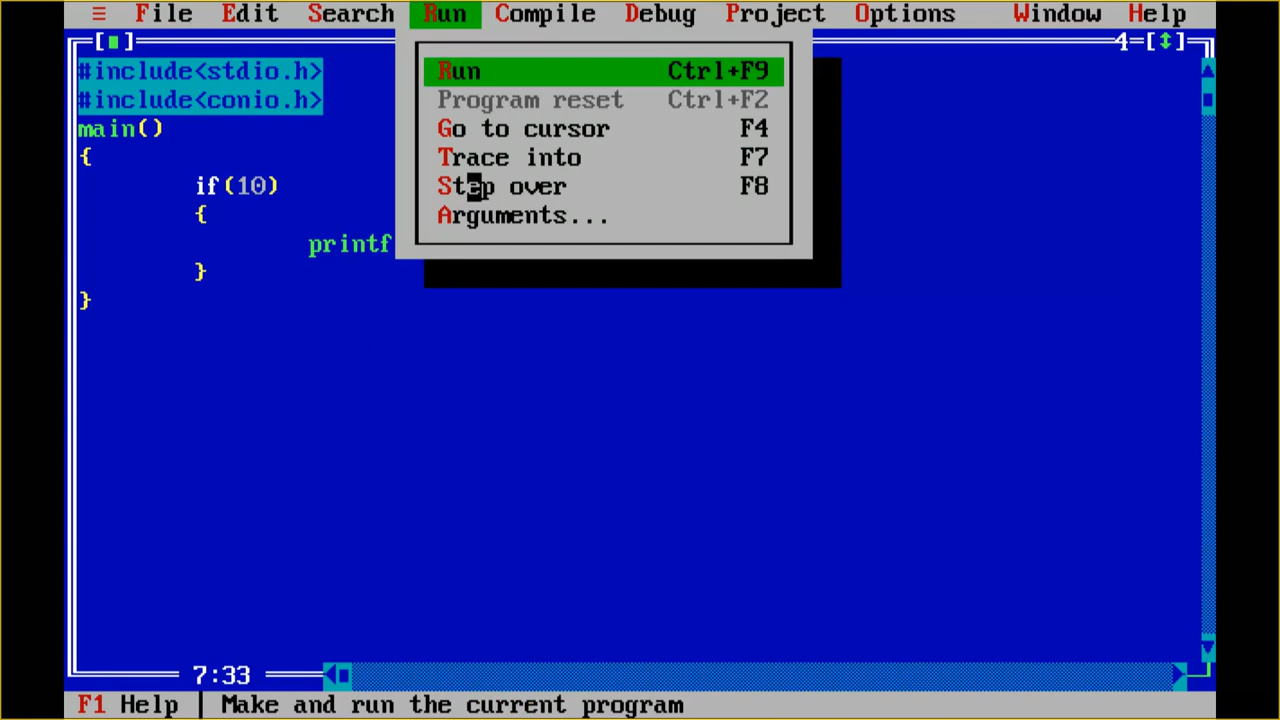 ≡ File Edit Search Run Compile Debug Project Options Window Help
[■] 4=[↕]
#include<stdio.h>
#include<conio.h>
main()
{
if(10)
{
printf
}
}
Run Ctrl+F9
Program reset Ctrl+F2
Go to cursor F4
Trace into F7
Step over F8
Arguments...
7:33
F1 Help | Make and run the current program